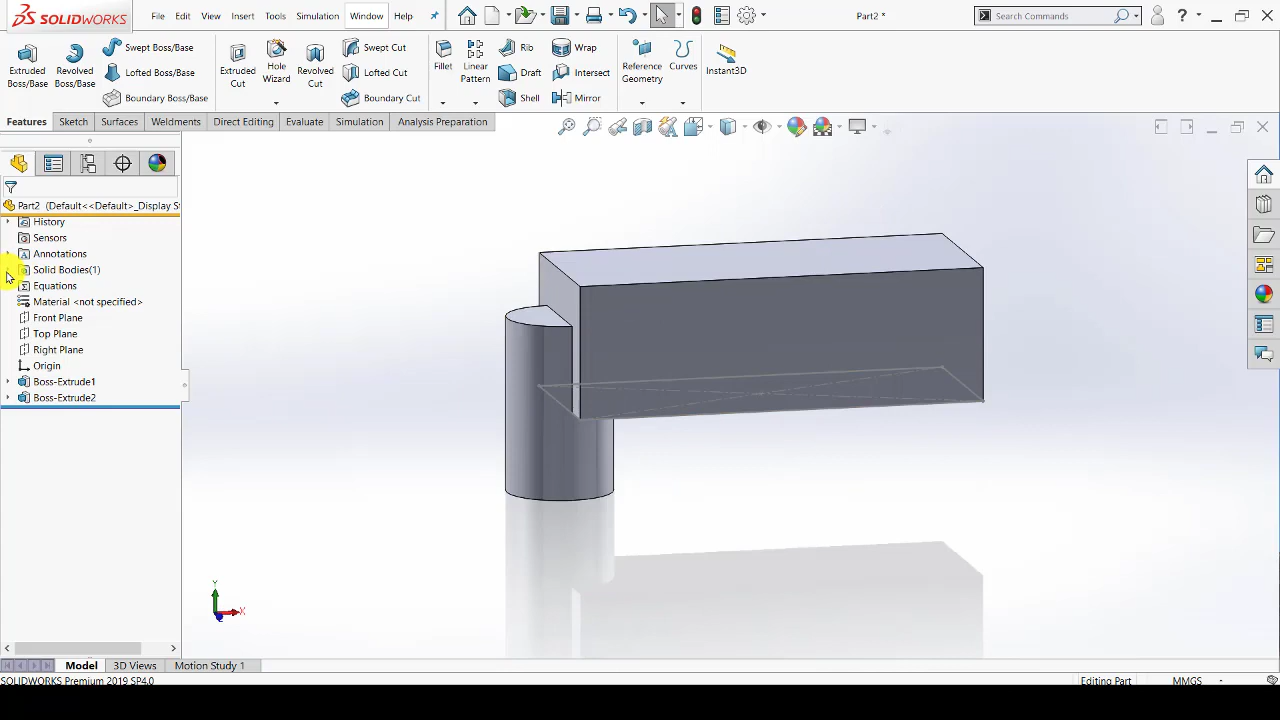 SOLIDWORKS File Edit View Insert Tools Simulation Window Help Part2 * Search Commands ?
Extruded Boss/Base
Revolved Boss/Base
Swept Boss/Base
Lofted Boss/Base
Boundary Boss/Base
Extruded Cut
Hole Wizard
Revolved Cut
Swept Cut
Lofted Cut
Boundary Cut
Fillet
Linear Pattern
Rib
Draft
Shell
Wrap
Intersect
Mirror
Reference Geometry
Curves
Instant3D
Features Sketch Surfaces Weldments Direct Editing Evaluate Simulation Analysis Preparation
Part2 (Default<<Default>_Display S
History
Sensors
Annotations
Solid Bodies(1)
Equations
Material <not specified>
Front Plane
Top Plane
Right Plane
Origin
Boss-Extrude1
Boss-Extrude2
Y
X
Z
Model 3D Views Motion Study 1
SOLIDWORKS Premium 2019 SP4.0 Editing Part MMGS